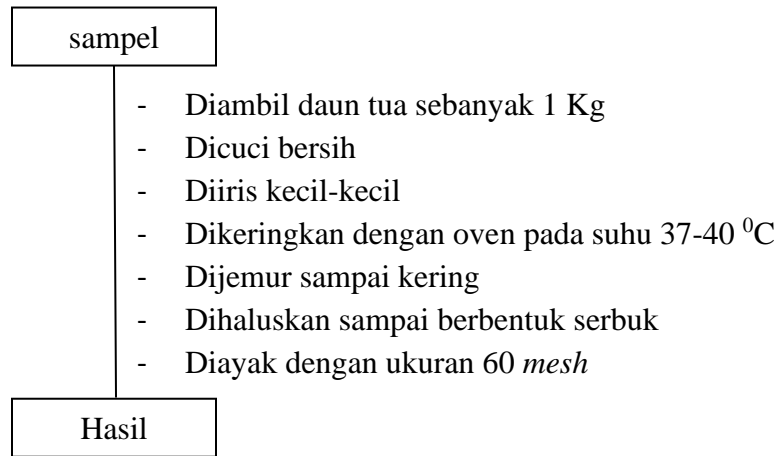 sampel
- Diambil daun tua sebanyak 1 Kg
- Dicuci bersih
- Diiris kecil-kecil
- Dikeringkan dengan oven pada suhu 37-40 ⁰C
- Dijemur sampai kering
- Dihaluskan sampai berbentuk serbuk
- Diayak dengan ukuran 60 mesh
Hasil